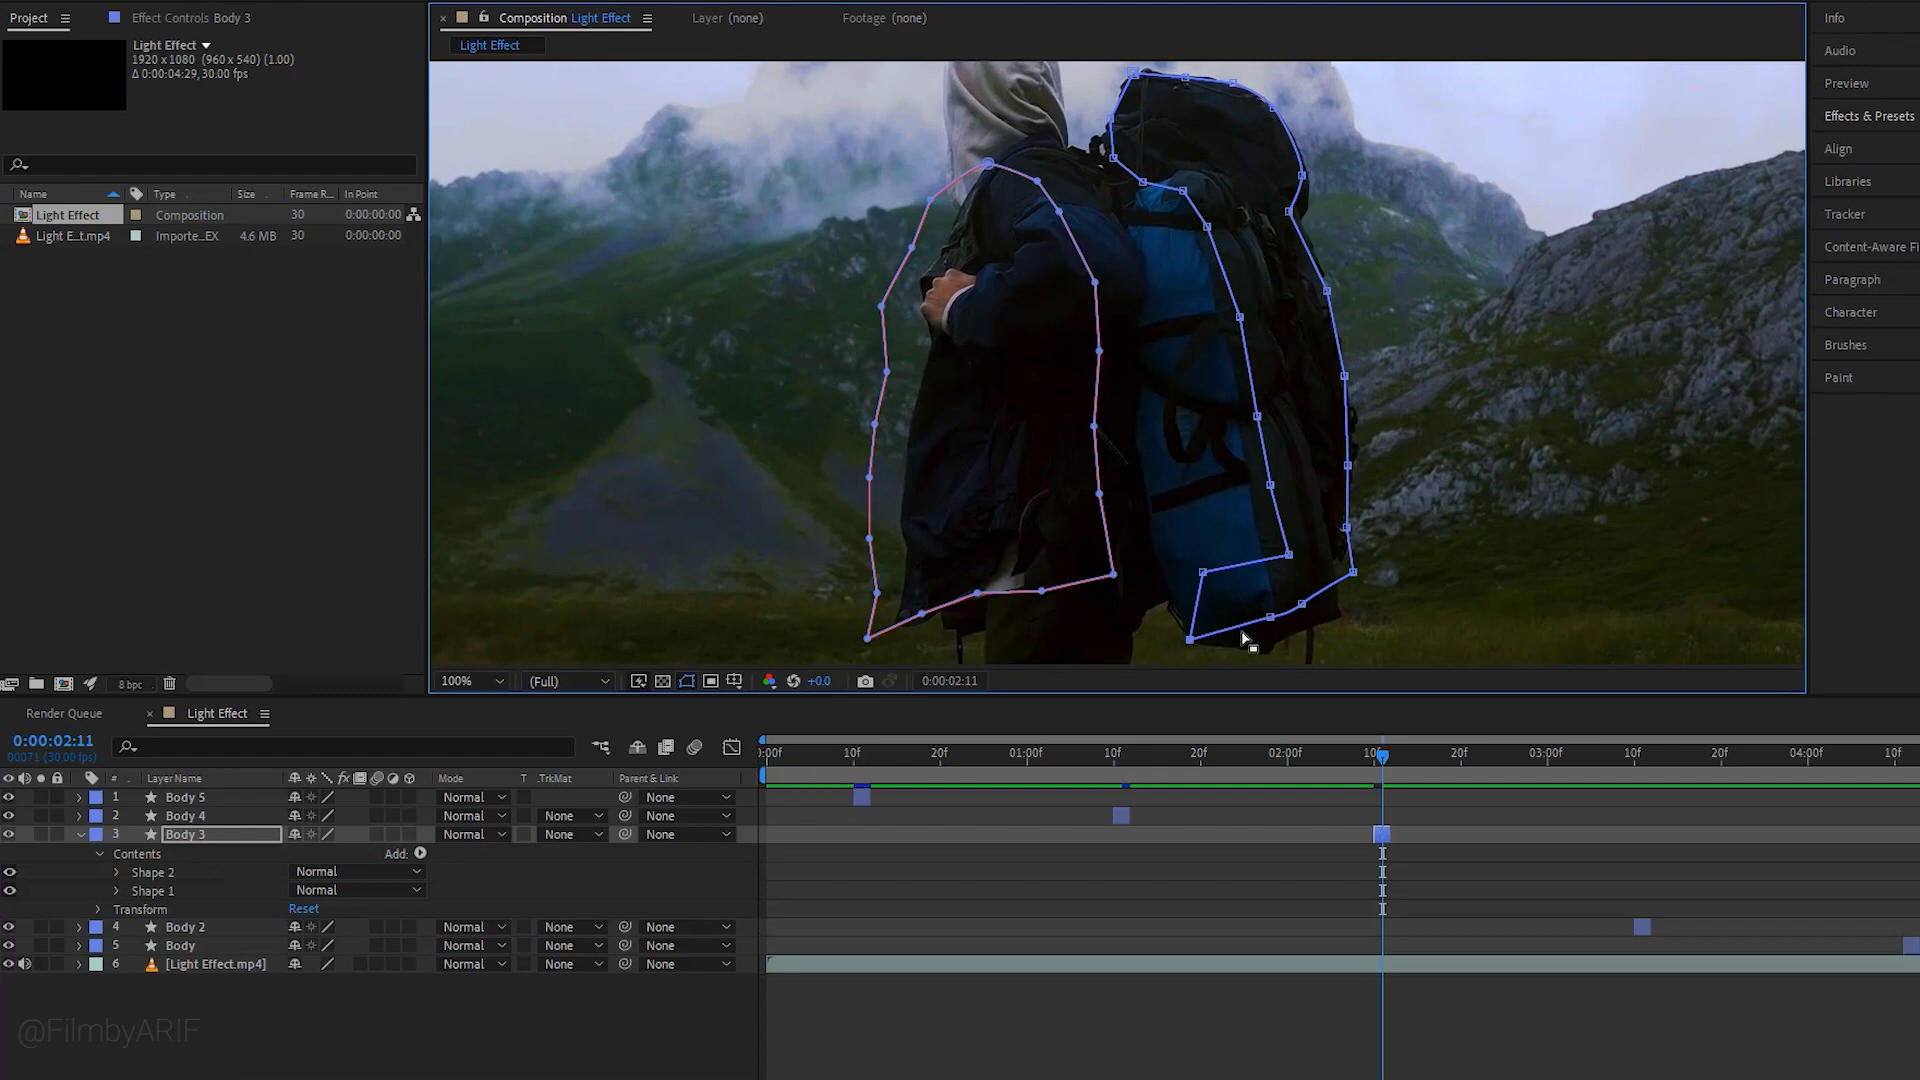 Project
Effect Controls Body 3
Light Effect
1920 x 1080 (960 x 540) (1.00)
Δ 0:00:04:29, 30.00 fps
Name Type Size Frame R... In Point
Light Effect Composition 30 0:00:00:00
Light E...t.mp4 Importe...EX 4.6 MB 30 0:00:00:00
8 bpc
Composition Light Effect
Layer (none)
Footage (none)
Light Effect
100% (Full) +0.0 0:00:02:11
Info
Audio
Preview
Effects & Presets
Align
Libraries
Tracker
Content-Aware Fi
Paragraph
Character
Brushes
Paint
Render Queue
Light Effect
0:00:02:11
00071 (30.00 fps)
):00f 10f 20f 01:00f 10f 20f 02:00f 10f 20f 03:00f 10f 20f 04:00f 10f
# Layer Name fx Mode T .TrkMat Parent & Link
1 Body 5 Normal None
2 Body 4 Normal None None
3 Body 3 Normal None None
Contents Add:
Shape 2 Normal
Shape 1 Normal
Transform Reset
4 Body 2 Normal None None
5 Body Normal None None
6 [Light Effect.mp4] Normal None None
@FilmbyARIF